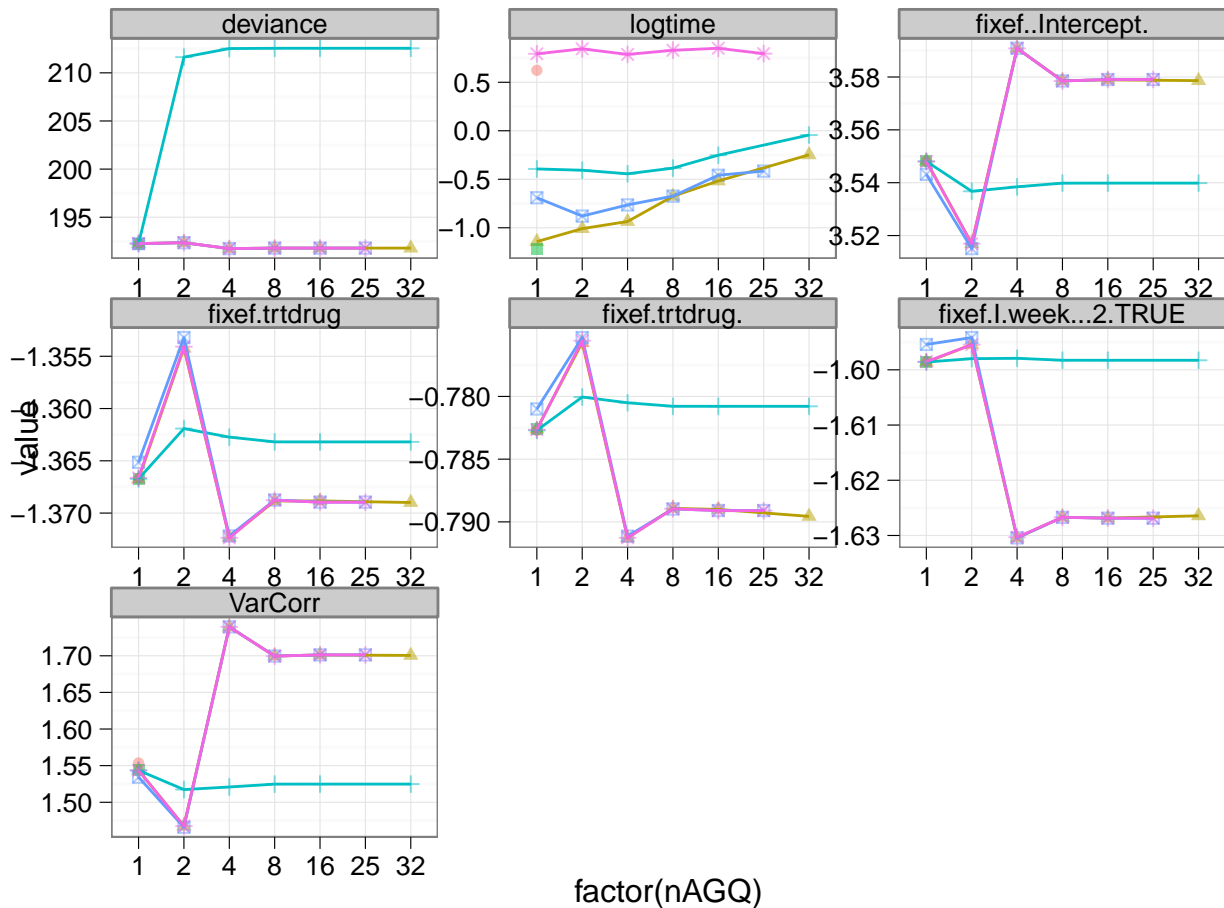 deviance
logtime
fixef..Intercept.
210
205
200
195
0.5
0.0
−0.5
−1.0
3.58
3.56
3.54
3.52
1 2 4 8 16 25 32
1 2 4 8 16 25 32
1 2 4 8 16 25 32
fixef.trtdrug
fixef.trtdrug.
fixef.I.week...2.TRUE
value
−1.355
−1.360
−1.365
−1.370
−0.780
−0.785
−0.790
−1.60
−1.61
−1.62
−1.63
1 2 4 8 16 25 32
1 2 4 8 16 25 32
1 2 4 8 16 25 32
VarCorr
1.70
1.65
1.60
1.55
1.50
1 2 4 8 16 25 32
factor(nAGQ)